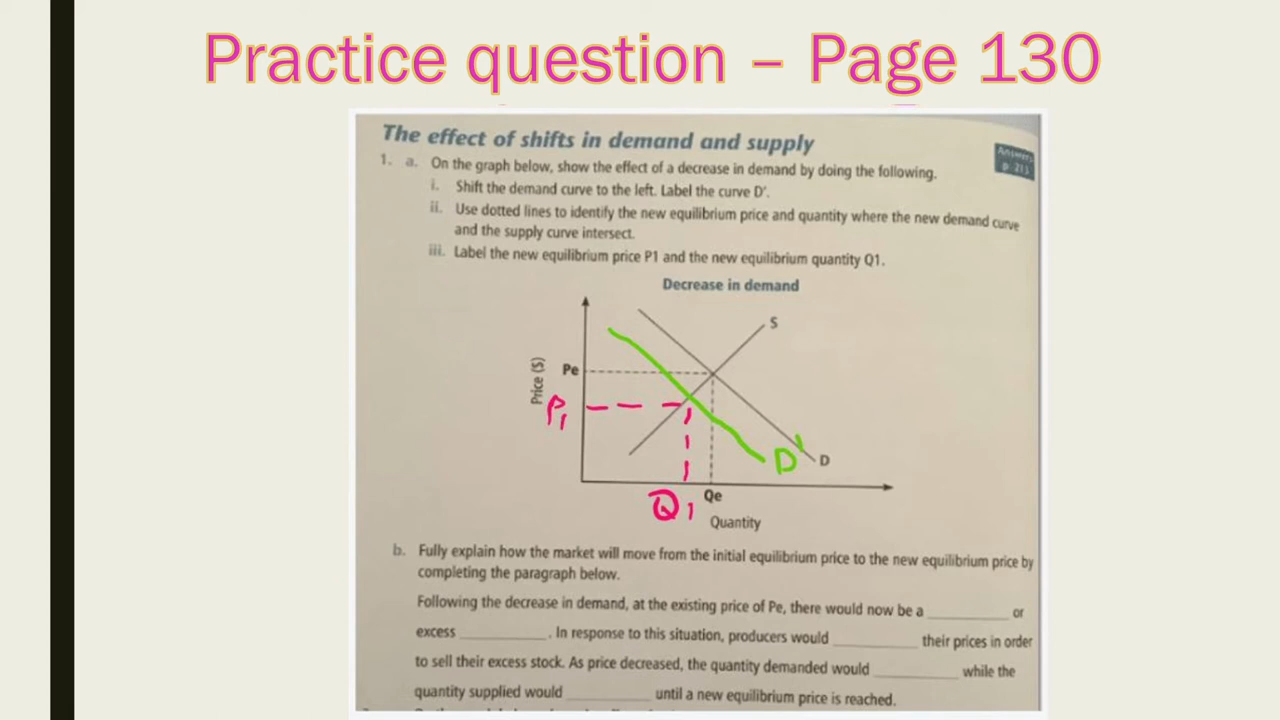 Practice question – Page 130
The effect of shifts in demand and supply
Answers
p. 211
1. a. On the graph below, show the effect of a decrease in demand by doing the following.
i. Shift the demand curve to the left. Label the curve D'.
ii. Use dotted lines to identify the new equilibrium price and quantity where the new demand curve
and the supply curve intersect.
iii. Label the new equilibrium price P1 and the new equilibrium quantity Q1.
Decrease in demand
S
Price ($)
Pe
P1
D'
D
Q1
Qe
Quantity
b. Fully explain how the market will move from the initial equilibrium price to the new equilibrium price by
completing the paragraph below.
Following the decrease in demand, at the existing price of Pe, there would now be a ________ or
excess ________. In response to this situation, producers would ________ their prices in order
to sell their excess stock. As price decreased, the quantity demanded would ________ while the
quantity supplied would ________ until a new equilibrium price is reached.